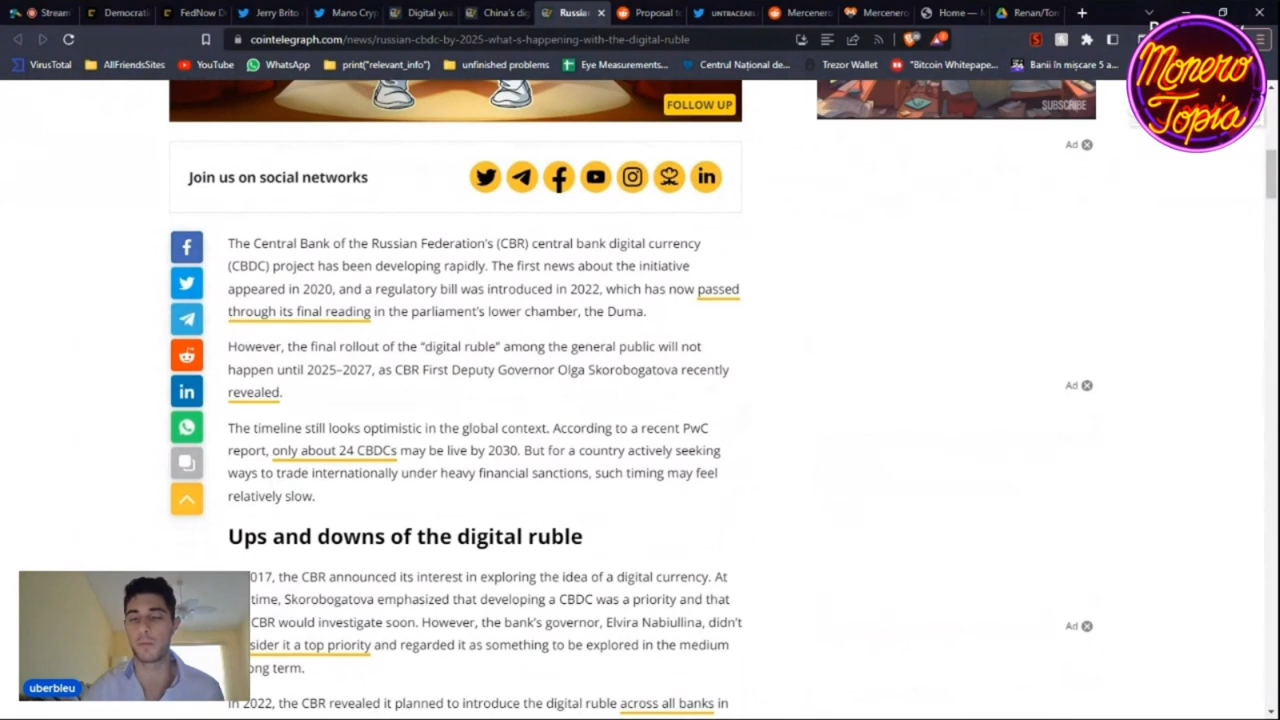 Stream
Democrati
FedNow D
Jerry Brito
Mano Cryp
Digital yua
China's dig
Russian
Proposal to
UNTRACEAB
Mercenero
Mercenero
Home — M
Renan/Ton
cointelegraph.com/news/russian-cbdc-by-2025-what-s-happening-with-the-digital-ruble
VirusTotal
AllFriendsSites
YouTube
WhatsApp
print("relevant_info")
unfinished problems
Eye Measurements...
Centrul Național de...
Trezor Wallet
"Bitcoin Whitepape...
Banii în mișcare 5 a...
Monero
Topia
FOLLOW UP
SUBSCRIBE
Ad
Join us on social networks
The Central Bank of the Russian Federation's (CBR) central bank digital currency
(CBDC) project has been developing rapidly. The first news about the initiative
appeared in 2020, and a regulatory bill was introduced in 2022, which has now passed
through its final reading in the parliament's lower chamber, the Duma.
However, the final rollout of the “digital ruble” among the general public will not
happen until 2025–2027, as CBR First Deputy Governor Olga Skorobogatova recently
revealed.
Ad
The timeline still looks optimistic in the global context. According to a recent PwC
report, only about 24 CBDCs may be live by 2030. But for a country actively seeking
ways to trade internationally under heavy financial sanctions, such timing may feel
relatively slow.
Ups and downs of the digital ruble
017, the CBR announced its interest in exploring the idea of a digital currency. At
time, Skorobogatova emphasized that developing a CBDC was a priority and that
CBR would investigate soon. However, the bank's governor, Elvira Nabiullina, didn't
Ad
sider it a top priority and regarded it as something to be explored in the medium
ong term.
In 2022, the CBR revealed it planned to introduce the digital ruble across all banks in
uberbleu